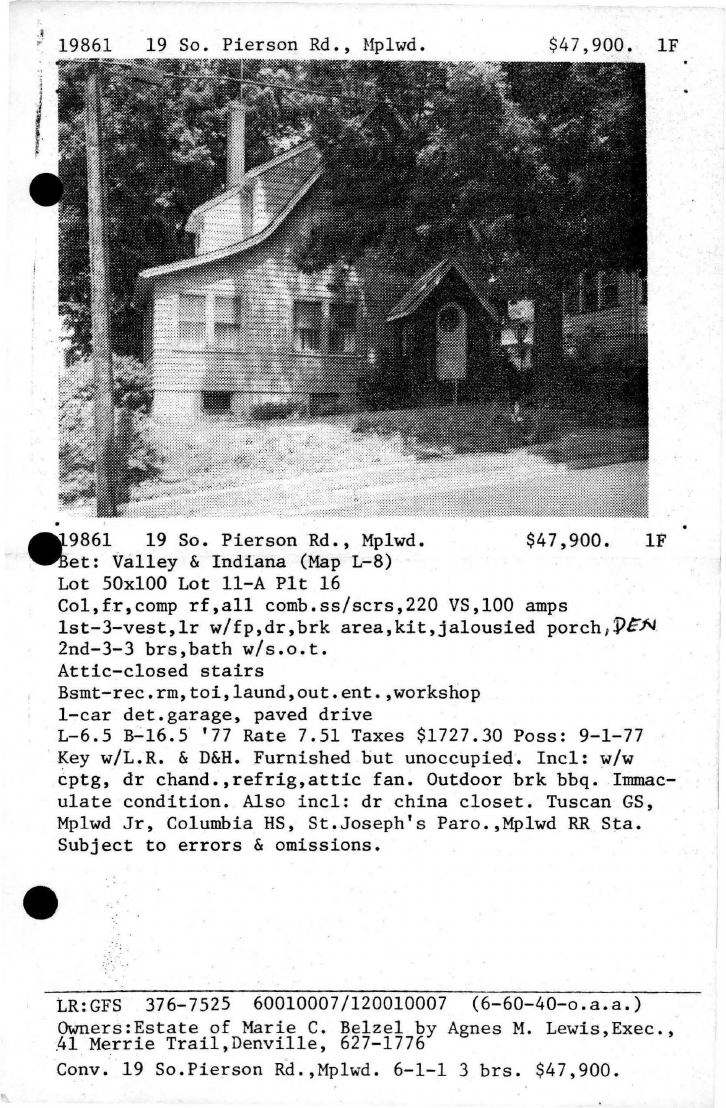 19861 19 So. Pierson Rd., Mplwd. $47,900. 1F
19861 19 So. Pierson Rd., Mplwd. $47,900. 1F
Bet: Valley & Indiana (Map L-8)
Lot 50x100 Lot 11-A Plt 16
Col,fr,comp rf,all comb.ss/scrs,220 VS,100 amps
1st-3-vest,lr w/fp,dr,brk area,kit,jalousied porch, DEN
2nd-3-3 brs,bath w/s.o.t.
Attic-closed stairs
Bsmt-rec.rm,toi,laund,out.ent.,workshop
1-car det.garage, paved drive
L-6.5 B-16.5 '77 Rate 7.51 Taxes $1727.30 Poss: 9-1-77
Key w/L.R. & D&H. Furnished but unoccupied. Incl: w/w
cptg, dr chand.,refrig,attic fan. Outdoor brk bbq. Immac-
ulate condition. Also incl: dr china closet. Tuscan GS,
Mplwd Jr, Columbia HS, St.Joseph's Paro.,Mplwd RR Sta.
Subject to errors & omissions.
LR:GFS 376-7525 60010007/120010007 (6-60-40-o.a.a.)
Owners:Estate of Marie C. Belzel by Agnes M. Lewis,Exec.,
41 Merrie Trail,Denville, 627-1776
Conv. 19 So.Pierson Rd.,Mplwd. 6-1-1 3 brs. $47,900.